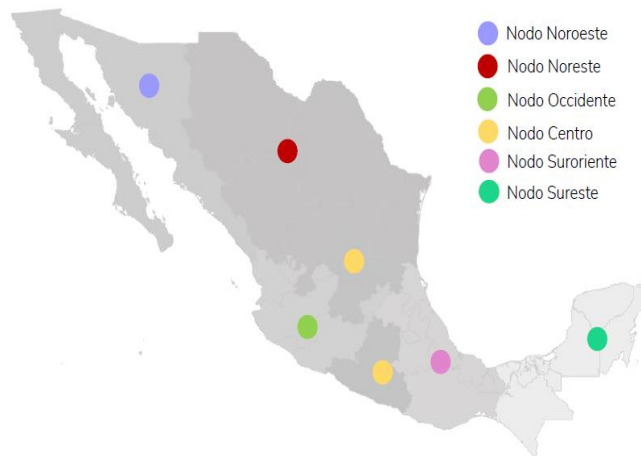 Nodo Noroeste
Nodo Noreste
Nodo Occidente
Nodo Centro
Nodo Suroriente
Nodo Sureste